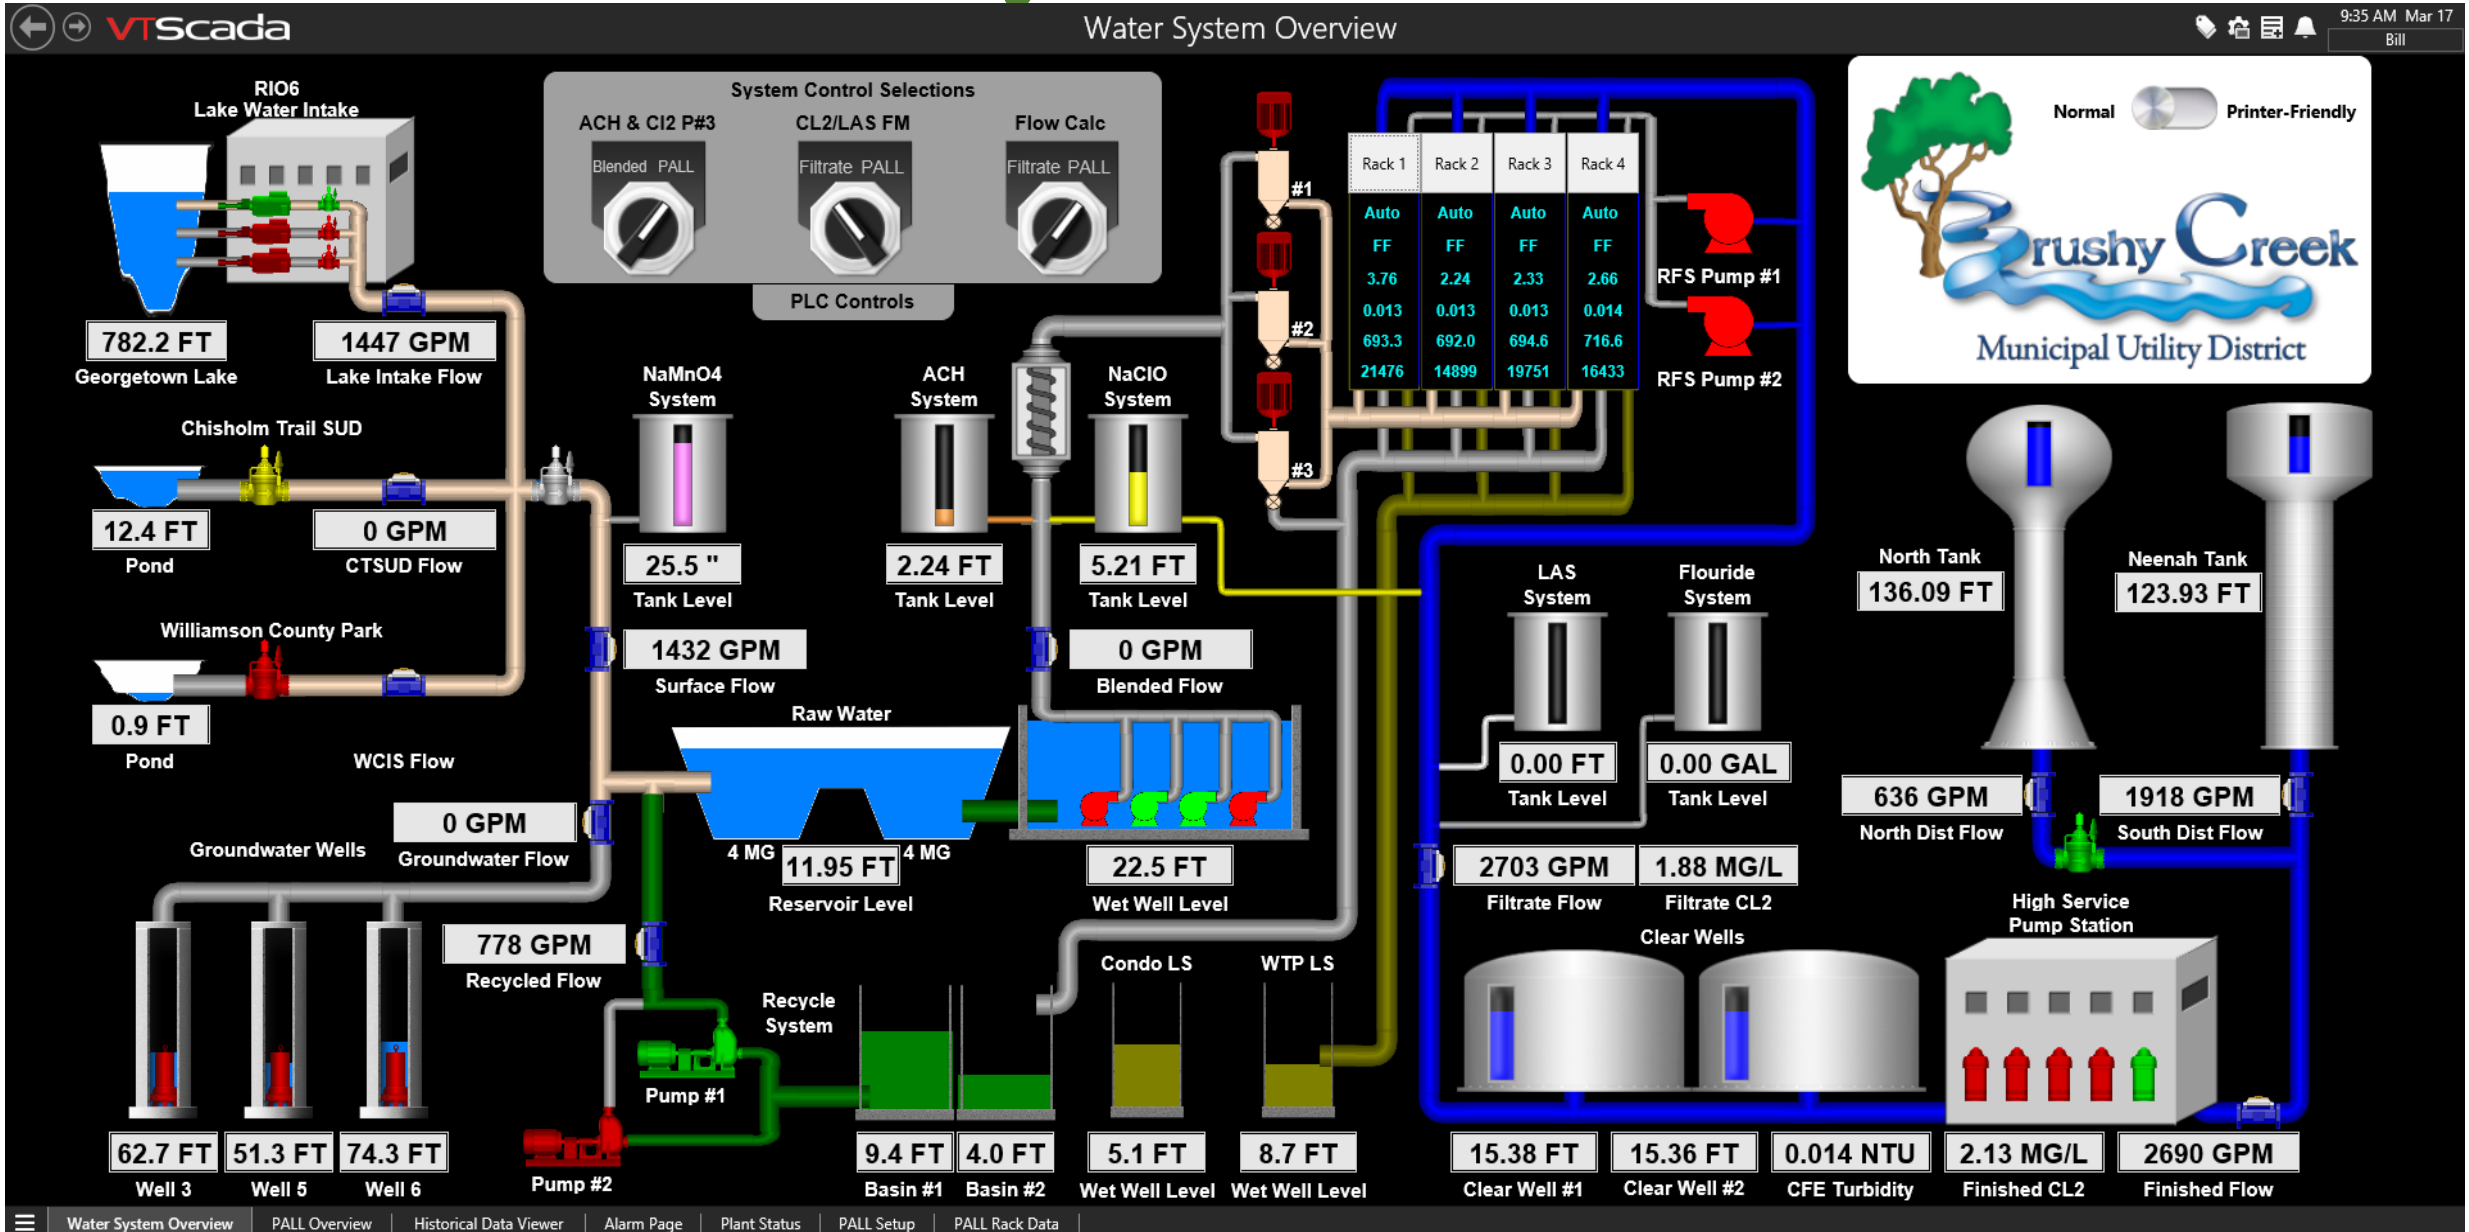 VTScada
Water System Overview
9:35 AM Mar 17
Bill
RIO6
Lake Water Intake
782.2 FT
Georgetown Lake
1447 GPM
Lake Intake Flow
System Control Selections
ACH & Cl2 P#3
Blended PALL
CL2/LAS FM
Filtrate PALL
Flow Calc
Filtrate PALL
PLC Controls
#1
#2
#3
Rack 1 Rack 2 Rack 3 Rack 4
Auto Auto Auto Auto
FF FF FF FF
3.76 2.24 2.33 2.66
0.013 0.013 0.013 0.014
693.3 692.0 694.6 716.6
21476 14899 19751 16433
RFS Pump #1
RFS Pump #2
Normal
Printer-Friendly
Brushy Creek
Municipal Utility District
Chisholm Trail SUD
12.4 FT
Pond
0 GPM
CTSUD Flow
NaMnO4
System
25.5 "
Tank Level
ACH
System
2.24 FT
Tank Level
NaClO
System
5.21 FT
Tank Level
Williamson County Park
0.9 FT
Pond
WCIS Flow
1432 GPM
Surface Flow
0 GPM
Blended Flow
LAS
System
0.00 FT
Tank Level
Flouride
System
0.00 GAL
Tank Level
North Tank
136.09 FT
Neenah Tank
123.93 FT
636 GPM
North Dist Flow
1918 GPM
South Dist Flow
Raw Water
4 MG
11.95 FT
4 MG
Reservoir Level
22.5 FT
Wet Well Level
0 GPM
Groundwater Flow
Groundwater Wells
778 GPM
Recycled Flow
2703 GPM
Filtrate Flow
1.88 MG/L
Filtrate CL2
Clear Wells
High Service
Pump Station
Recycle
System
Condo LS
WTP LS
Pump #1
Pump #2
62.7 FT
Well 3
51.3 FT
Well 5
74.3 FT
Well 6
9.4 FT
Basin #1
4.0 FT
Basin #2
5.1 FT
Wet Well Level
8.7 FT
Wet Well Level
15.38 FT
Clear Well #1
15.36 FT
Clear Well #2
0.014 NTU
CFE Turbidity
2.13 MG/L
Finished CL2
2690 GPM
Finished Flow
Water System Overview
PALL Overview
Historical Data Viewer
Alarm Page
Plant Status
PALL Setup
PALL Rack Data